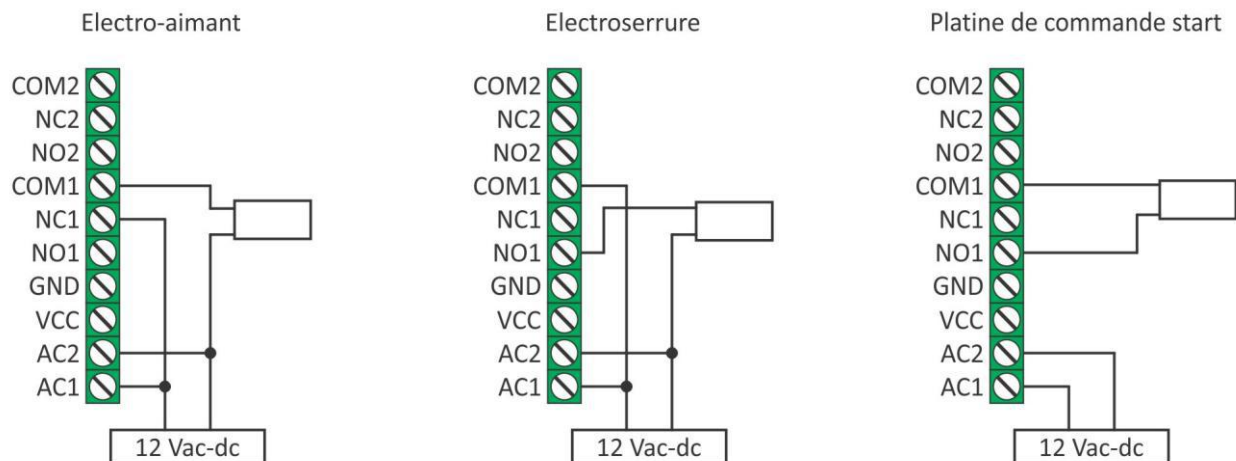 Electro-aimant
COM2
NC2
NO2
COM1
NC1
NO1
GND
VCC
AC2
AC1
12 Vac-dc
Electroserrure
COM2
NC2
NO2
COM1
NC1
NO1
GND
VCC
AC2
AC1
12 Vac-dc
Platine de commande start
COM2
NC2
NO2
COM1
NC1
NO1
GND
VCC
AC2
AC1
12 Vac-dc